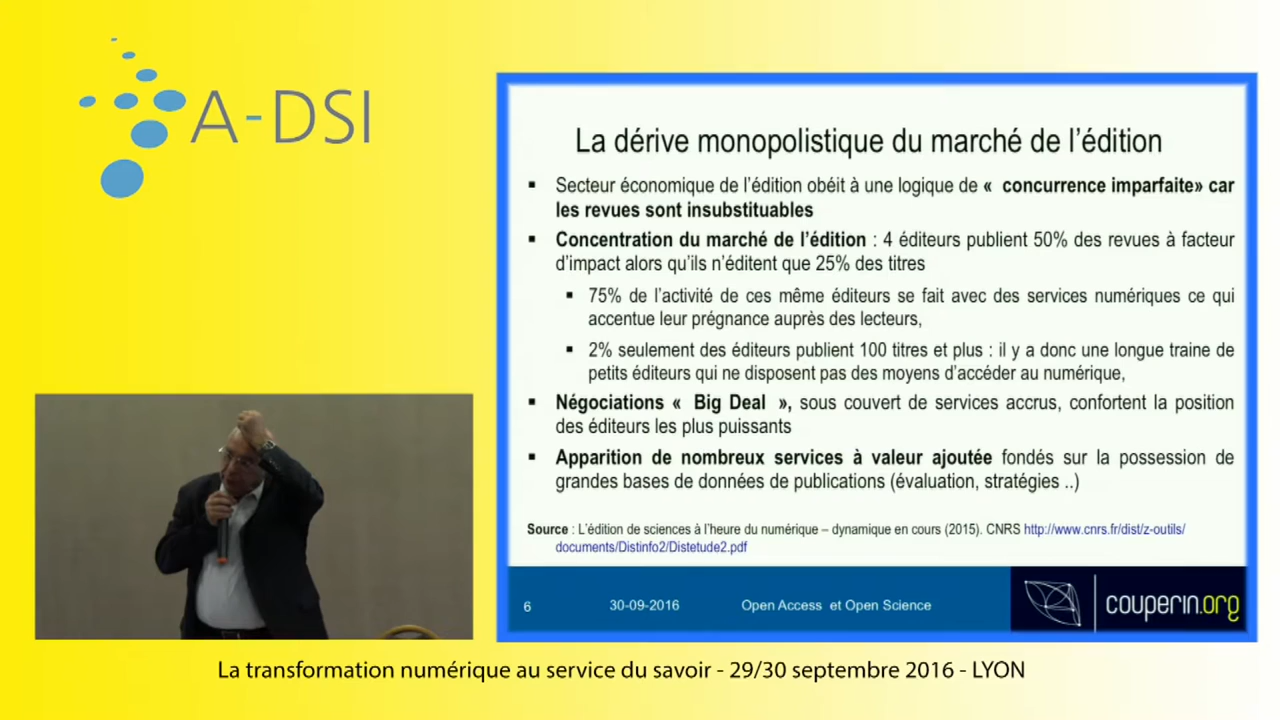 A-DSI
La dérive monopolistique du marché de l'édition
▪ Secteur économique de l'édition obéit à une logique de « concurrence imparfaite» car
les revues sont insubstituables
▪ Concentration du marché de l'édition : 4 éditeurs publient 50% des revues à facteur
d'impact alors qu'ils n'éditent que 25% des titres
▪ 75% de l'activité de ces même éditeurs se fait avec des services numériques ce qui
accentue leur prégnance auprès des lecteurs,
▪ 2% seulement des éditeurs publient 100 titres et plus : il y a donc une longue traine de
petits éditeurs qui ne disposent pas des moyens d'accéder au numérique,
▪ Négociations « Big Deal », sous couvert de services accrus, confortent la position
des éditeurs les plus puissants
▪ Apparition de nombreux services à valeur ajoutée fondés sur la possession de
grandes bases de données de publications (évaluation, stratégies ..)
Source : L'édition de sciences à l'heure du numérique – dynamique en cours (2015). CNRS http://www.cnrs.fr/dist/z-outils/
documents/Distinfo2/Distetude2.pdf
6 30-09-2016 Open Access et Open Science couperin.org
La transformation numérique au service du savoir - 29/30 septembre 2016 - LYON